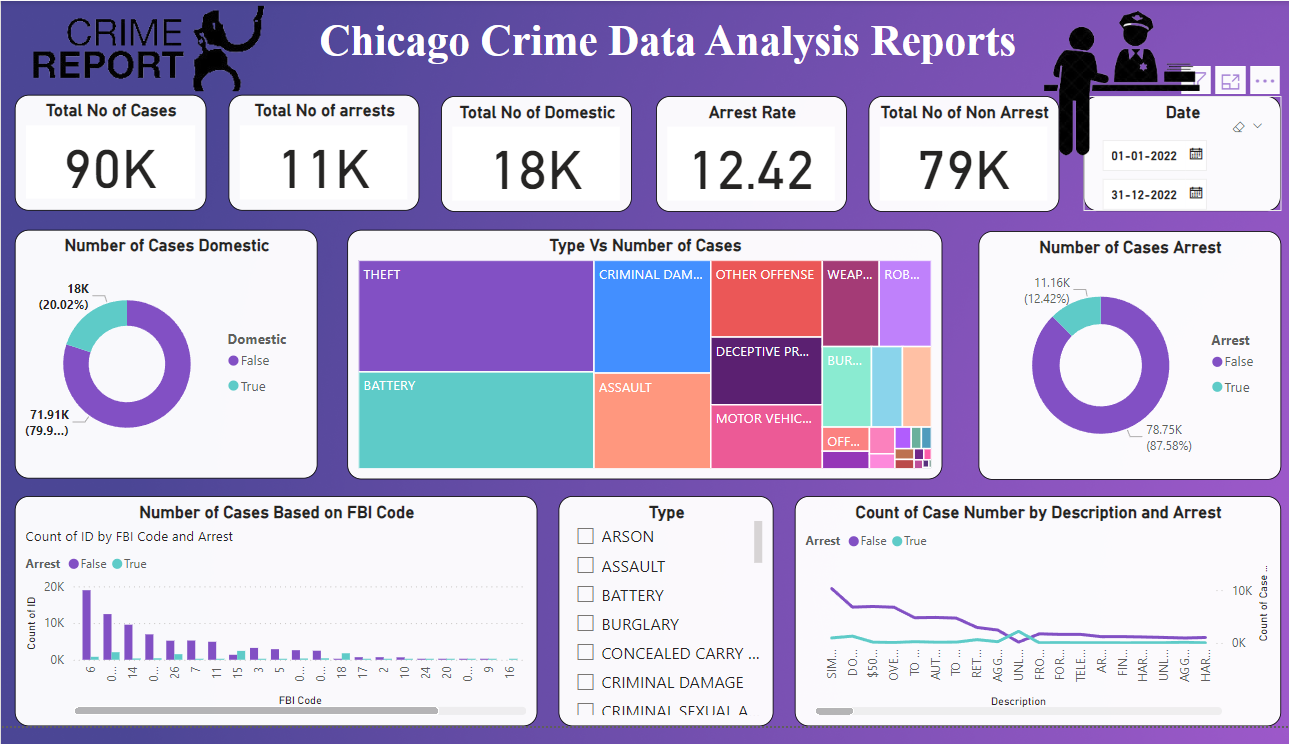 CRIME
REPORT
Chicago Crime Data Analysis Reports
Total No of Cases
90K
Total No of arrests
11K
Total No of Domestic
18K
Arrest Rate
12.42
Total No of Non Arrest
79K
Date
01-01-2022
31-12-2022
Number of Cases Domestic
18K
(20.02%)
71.91K
(79.9...)
Domestic
False
True
Type Vs Number of Cases
THEFT
BATTERY
CRIMINAL DAM...
ASSAULT
OTHER OFFENSE
DECEPTIVE PR...
MOTOR VEHIC...
WEAP...
ROB...
BUR...
OFF...
Number of Cases Arrest
11.16K
(12.42%)
78.75K
(87.58%)
Arrest
False
True
Number of Cases Based on FBI Code
Count of ID by FBI Code and Arrest
Arrest False True
Count of ID
20K
10K
0K
6 0... 14 0... 26 7 11 15 3 5 0... 0... 18 17 2 10 24 20 0... 9 16
FBI Code
Type
ARSON
ASSAULT
BATTERY
BURGLARY
CONCEALED CARRY ...
CRIMINAL DAMAGE
CRIMINAL SEXUAL A
Count of Case Number by Description and Arrest
Arrest False True
10K
0K
Count of Case ...
SIM... DO... $50... OVE... TO ... AUT... TO ... RET... AGG... UNL... FRO... FOR... TELE... AR... FIN... HAR... UNL... AGG... HAR...
Description